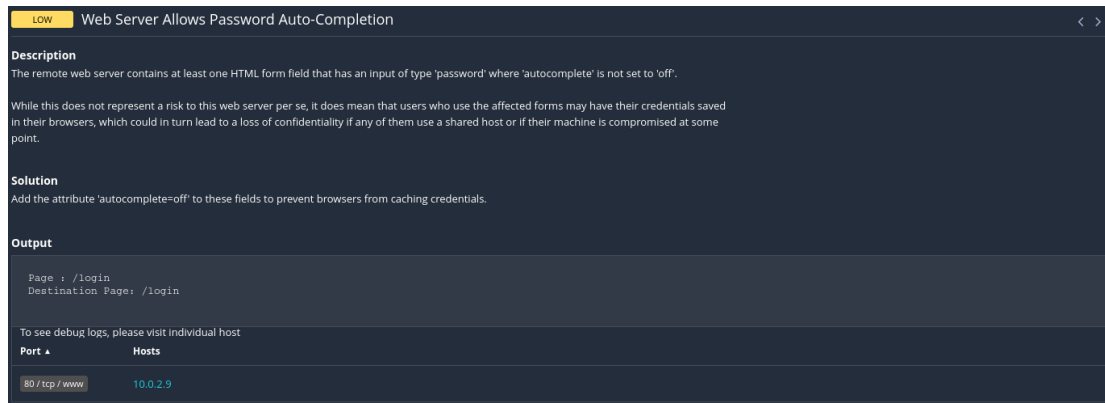 LOW Web Server Allows Password Auto-Completion
Description
The remote web server contains at least one HTML form field that has an input of type 'password' where 'autocomplete' is not set to 'off'.
While this does not represent a risk to this web server per se, it does mean that users who use the affected forms may have their credentials saved
in their browsers, which could in turn lead to a loss of confidentiality if any of them use a shared host or if their machine is compromised at some
point.
Solution
Add the attribute 'autocomplete=off' to these fields to prevent browsers from caching credentials.
Output
Page : /login
Destination Page: /login
To see debug logs, please visit individual host
Port ▲ Hosts
80 / tcp / www 10.0.2.9